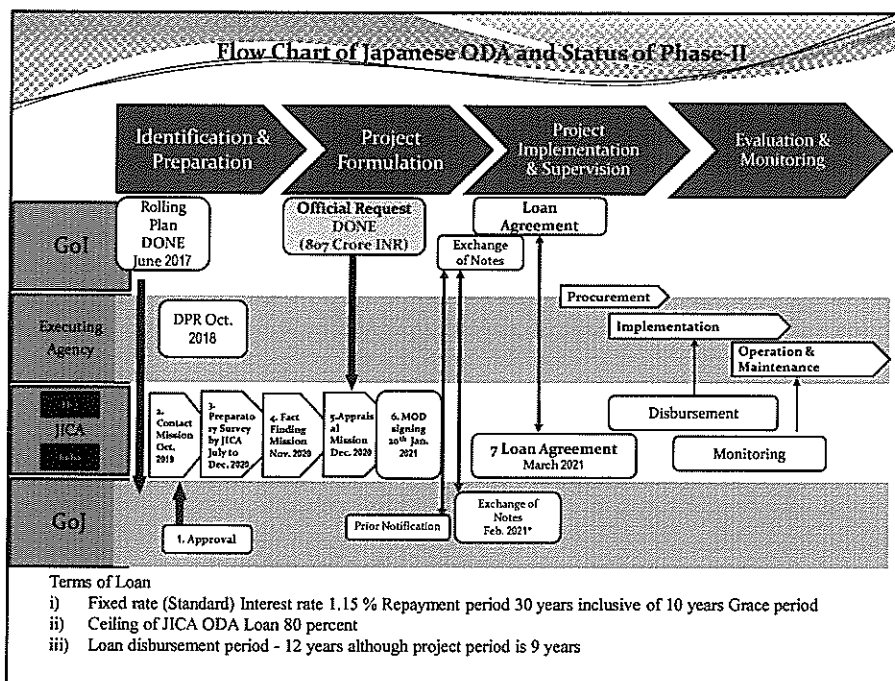 Flow Chart of Japanese ODA and Status of Phase-II
Identification &
Preparation
Project
Formulation
Project
Implementation
& Supervision
Evaluation &
Monitoring
GoI
Rolling
Plan
DONE
June 2017
Official Request
DONE
(807 Crore INR)
Exchange
of Notes
Loan
Agreement
Executing
Agency
DPR Oct.
2018
Procurement
Implementation
Operation &
Maintenance
JICA
2.
Contact
Mission
Oct.
2019
3.
Preparato
ry Survey
by JICA
July to
Dec. 2020
4. Fact
Finding
Mission
Nov. 2020
5.Apprais
al
Mission
Dec. 2020
6. MOD
signing
20th Jan.
2021
7 Loan Agreement
March 2021
Disbursement
Monitoring
GoJ
1. Approval
Prior Notification
Exchange of
Notes
Feb. 2021*
Terms of Loan
i) Fixed rate (Standard) Interest rate 1.15 % Repayment period 30 years inclusive of 10 years Grace period
ii) Ceiling of JICA ODA Loan 80 percent
iii) Loan disbursement period - 12 years although project period is 9 years